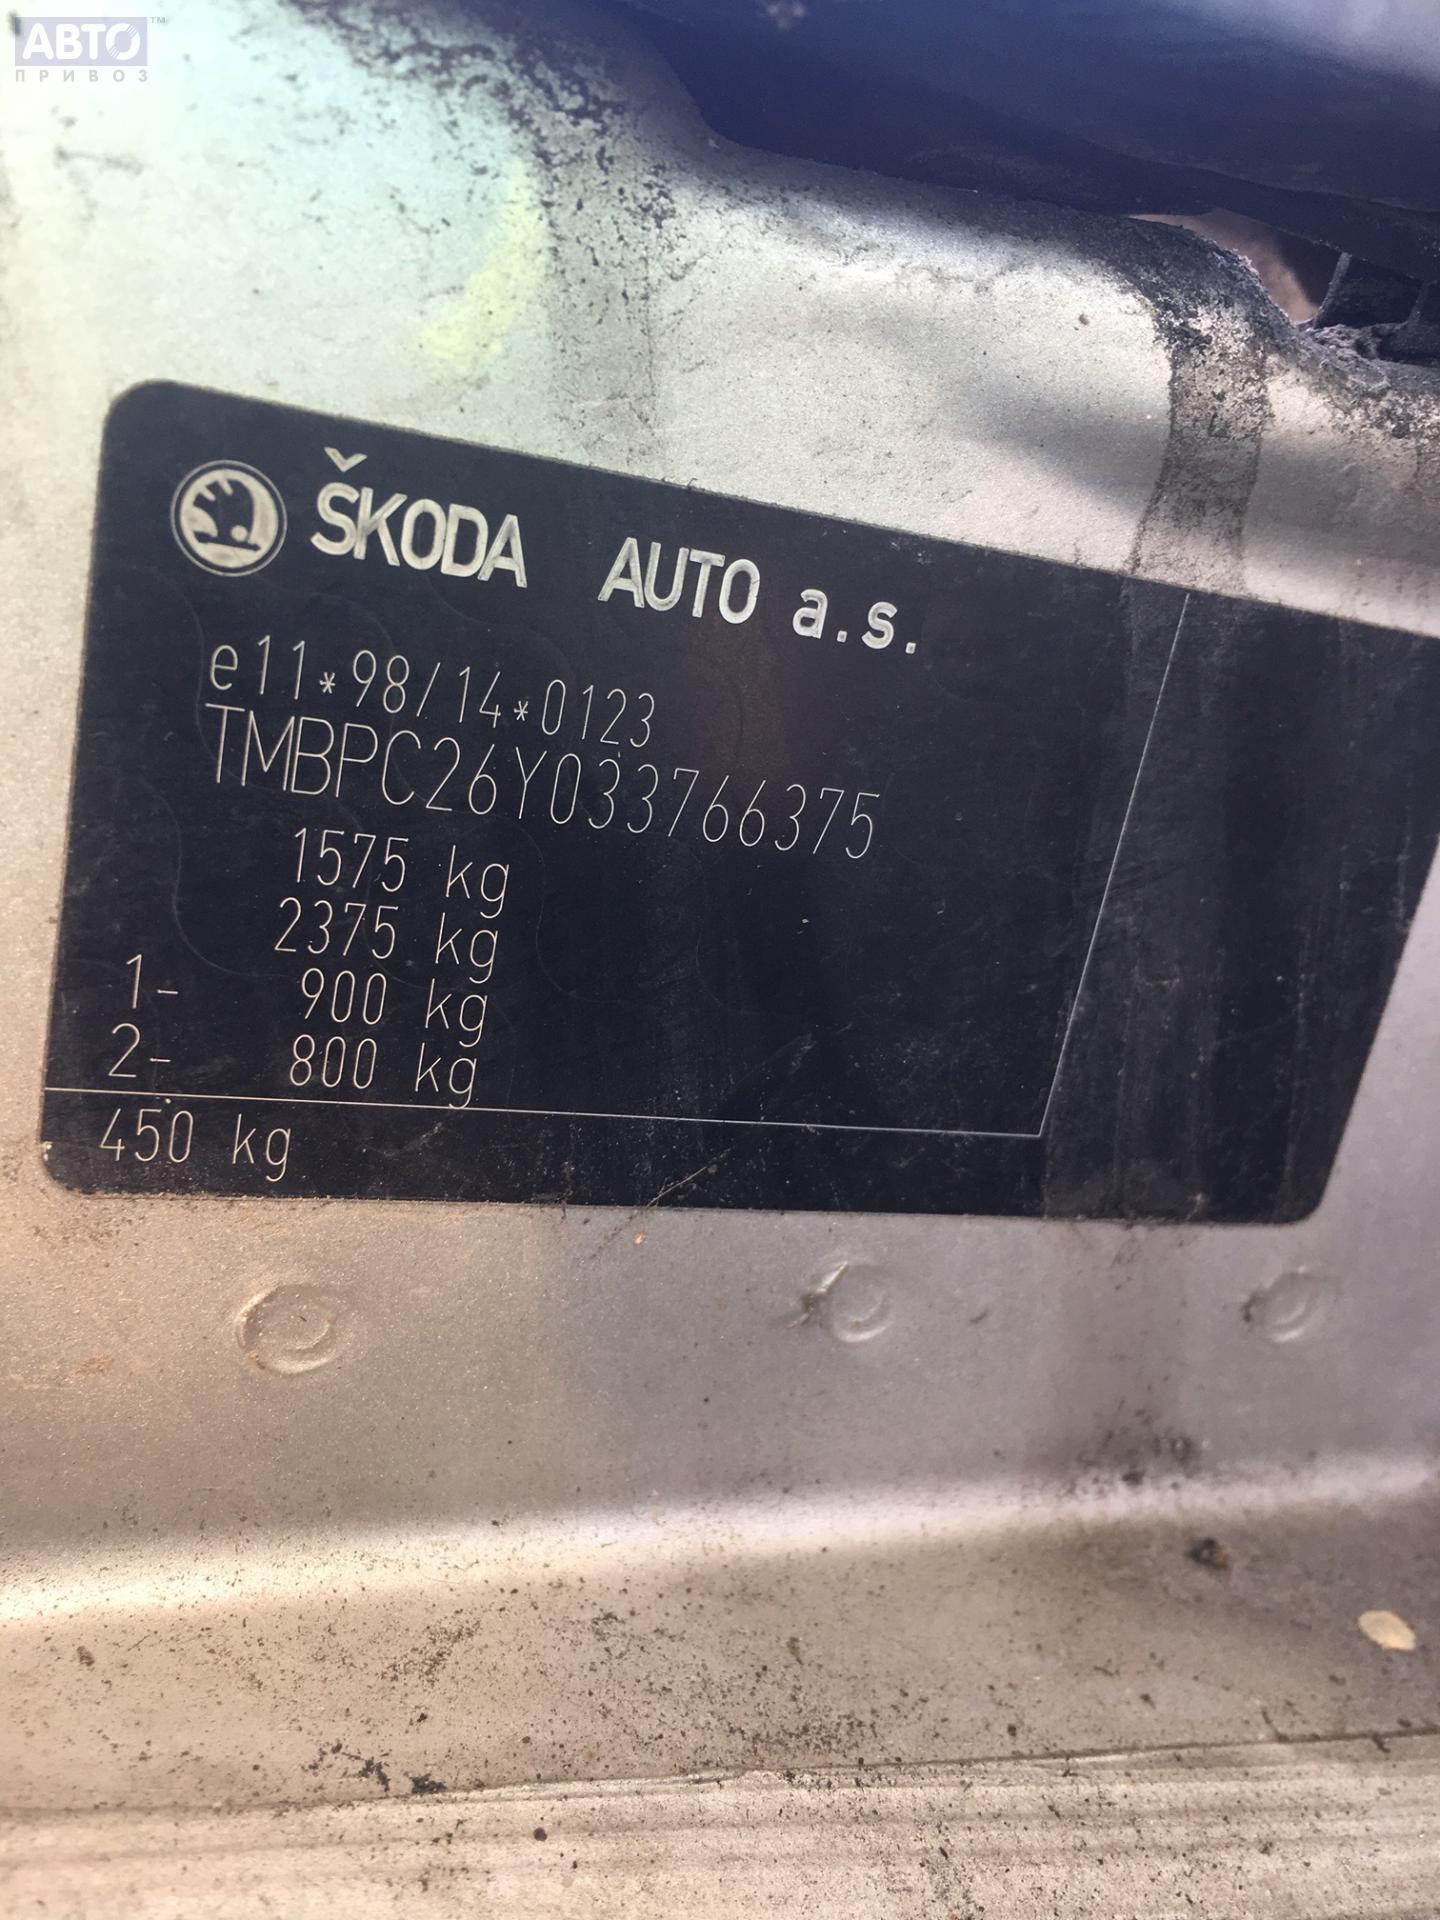 АВТО™
ПРИВОЗ
ŠKODA AUTO a.s.
e11*98/14*0123
TMBPC26Y033766375
1575 kg
2375 kg
1- 900 kg
2- 800 kg
450 kg